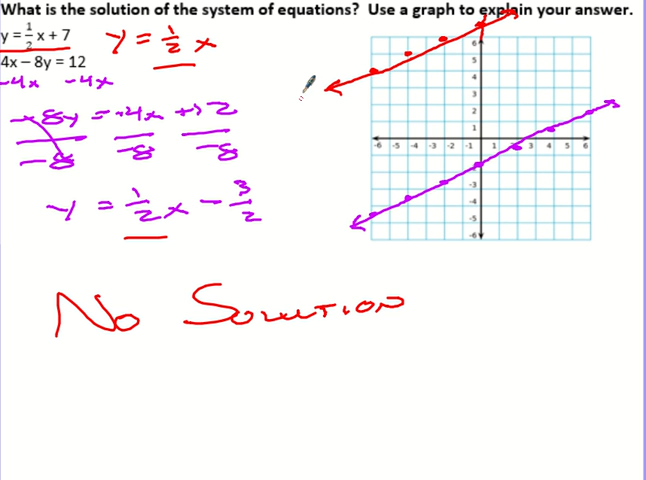 What is the solution of the system of equations? Use a graph to explain your answer.
y = 1/2 x + 7
y = 1/2 x
4x – 8y = 12
-4x -4x
-8y = -4x +12
-8 -8 -8
y = 1/2 x - 3/2
No Solution
6
5
4
3
2
1
-6 -5 -4 -3 -2 -1 1 3 4 5 6
-3
-4
-5
-6